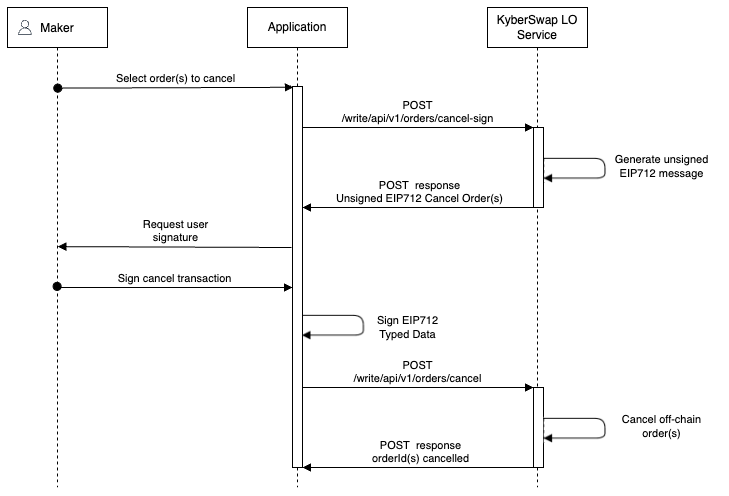 Maker
Application
KyberSwap LO
Service
Select order(s) to cancel
POST
/write/api/v1/orders/cancel-sign
Generate unsigned
EIP712 message
POST response
Unsigned EIP712 Cancel Order(s)
Request user
signature
Sign cancel transaction
Sign EIP712
Typed Data
POST
/write/api/v1/orders/cancel
Cancel off-chain
order(s)
POST response
orderId(s) cancelled